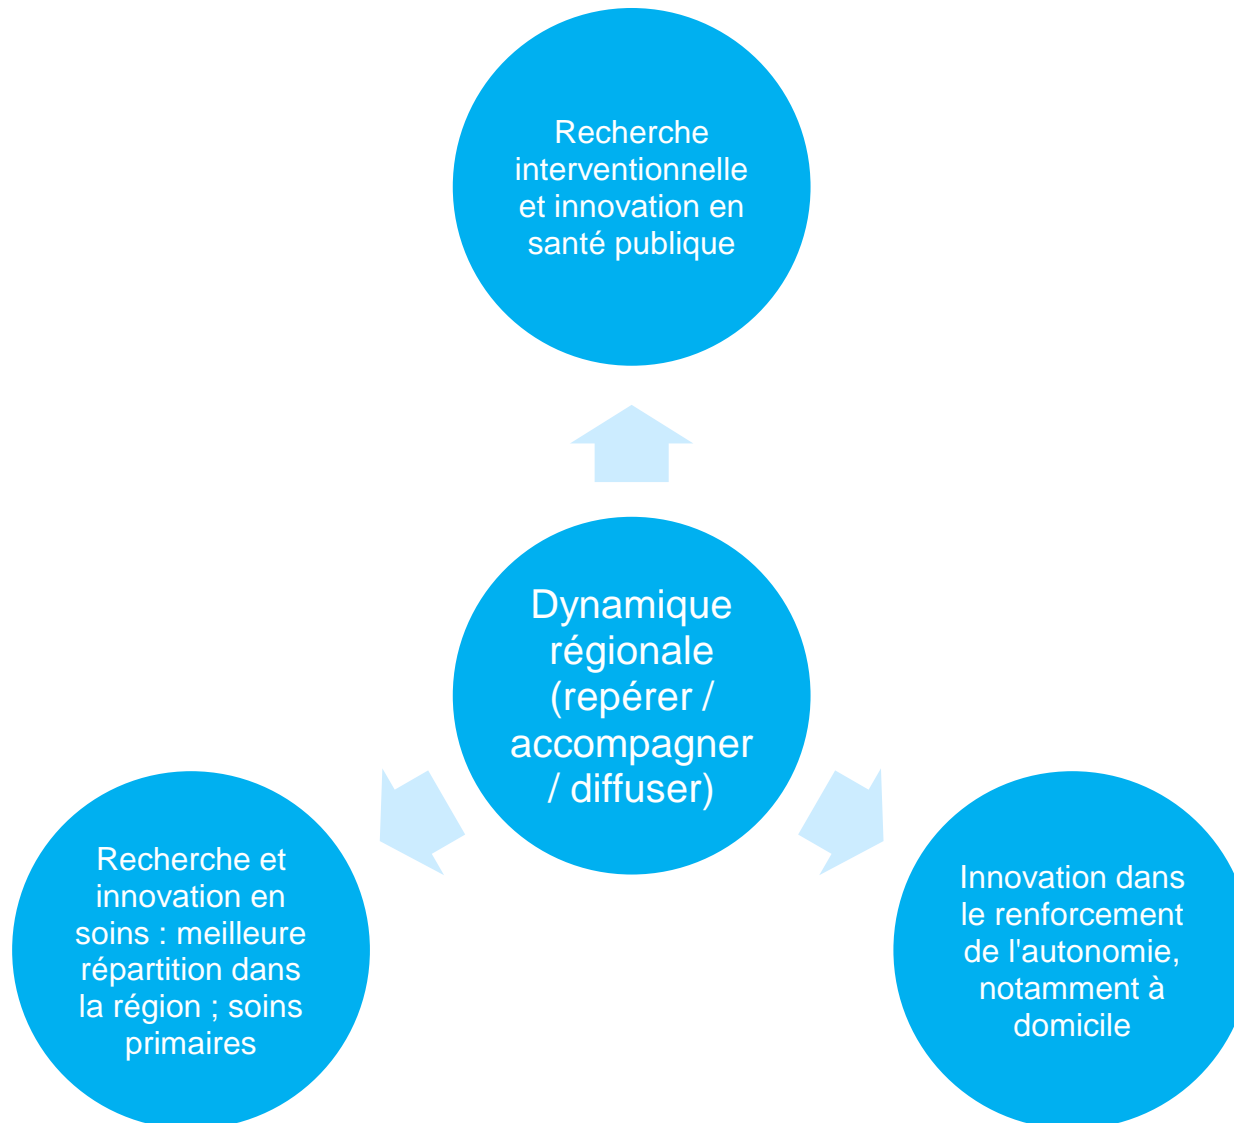 Recherche
interventionnelle
et innovation en
santé publique
Dynamique
régionale
(repérer /
accompagner
/ diffuser)
Recherche et
innovation en
soins : meilleure
répartition dans
la région ; soins
primaires
Innovation dans
le renforcement
de l'autonomie,
notamment à
domicile